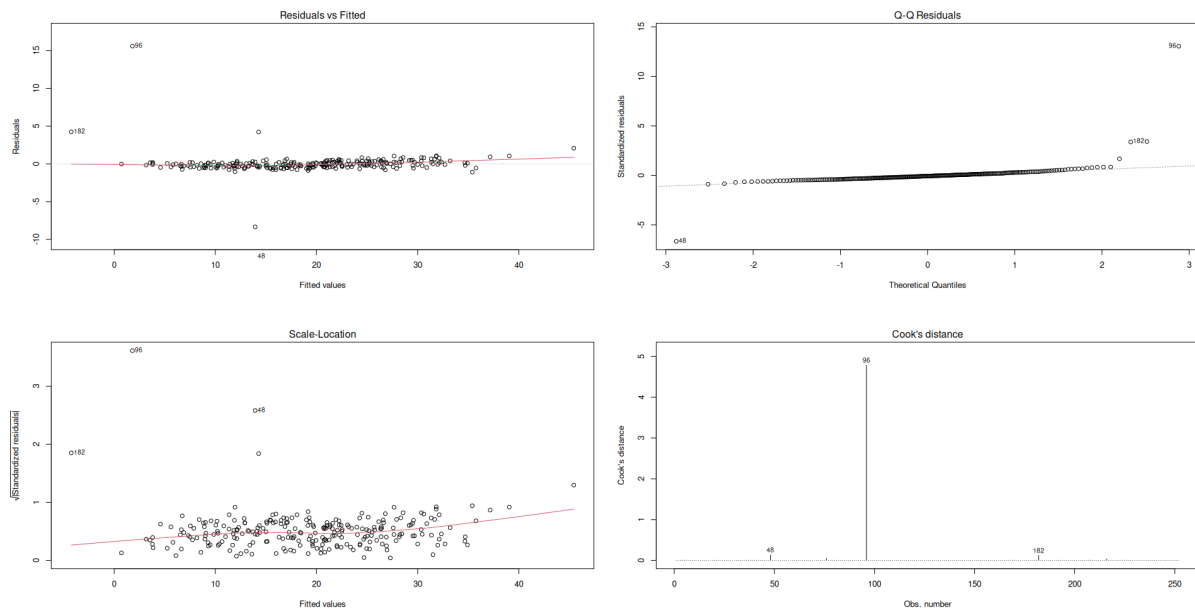 Residuals vs Fitted
Residuals
15
10
5
0
-5
-10
96
182
48
0 10 20 30 40
Fitted values
Q-Q Residuals
Standardized residuals
15
10
5
0
-5
96
182
48
-3 -2 -1 0 1 2 3
Theoretical Quantiles
Scale-Location
√|Standardized residuals|
3
2
1
0
96
48
182
0 10 20 30 40
Fitted values
Cook's distance
Cook's distance
5
4
3
2
1
0
96
48
182
0 50 100 150 200 250
Obs. number